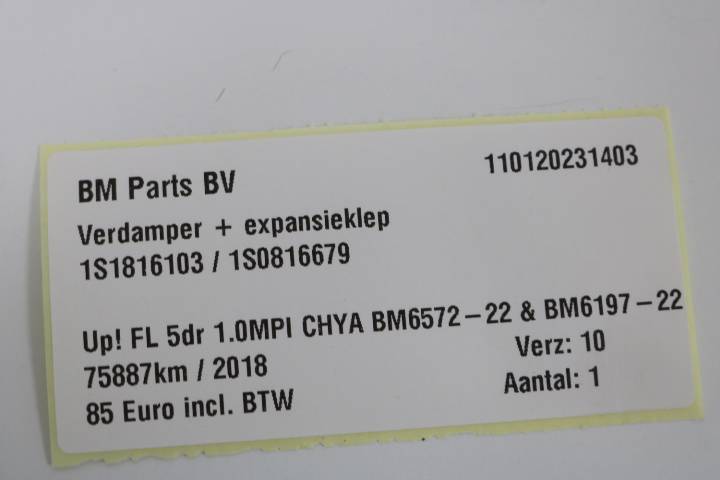 BM Parts BV
110120231403
Verdamper + expansieklep
1S1816103 / 1S0816679
Up! FL 5dr 1.0MPI CHYA BM6572-22 & BM6197-22
75887km / 2018
Verz: 10
85 Euro incl. BTW
Aantal: 1